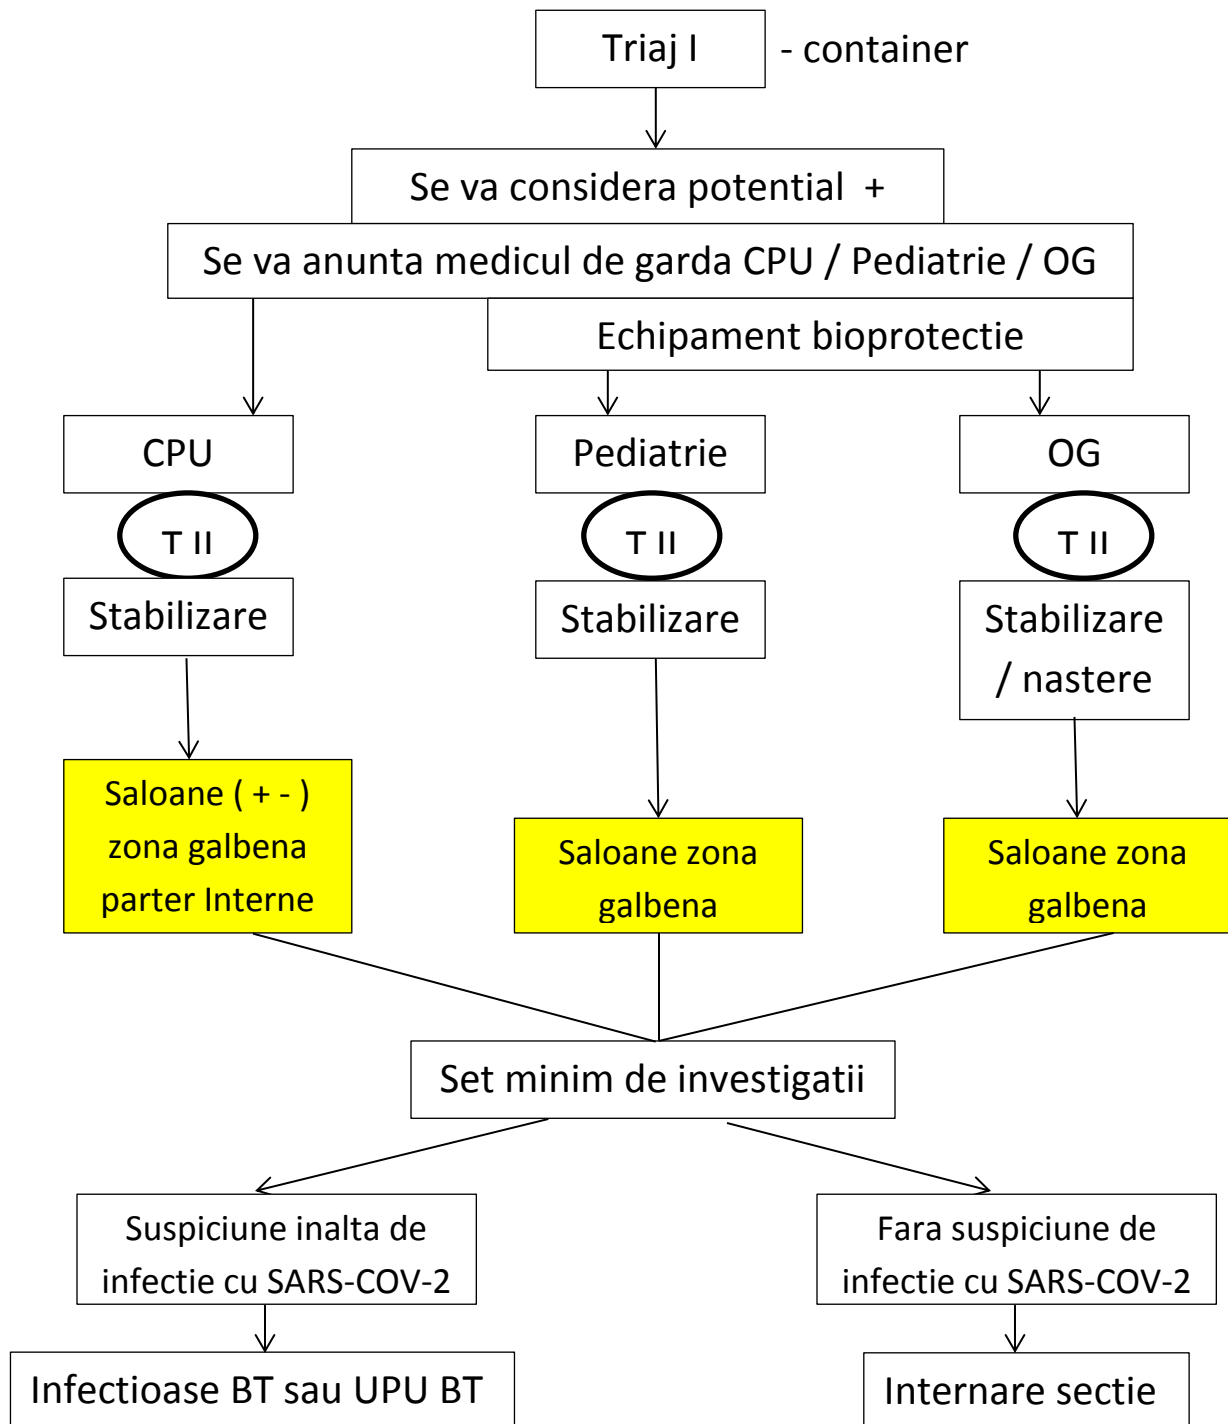 Triaj I - container
Se va considera potential +
Se va anunta medicul de garda CPU / Pediatrie / OG
Echipament bioprotectie
CPU
Pediatrie
OG
T II
T II
T II
Stabilizare
Stabilizare
Stabilizare
/ nastere
Saloane ( + - )
zona galbena
parter Interne
Saloane zona
galbena
Saloane zona
galbena
Set minim de investigatii
Suspiciune inalta de
infectie cu SARS-COV-2
Fara suspiciune de
infectie cu SARS-COV-2
Infectioase BT sau UPU BT
Internare sectie